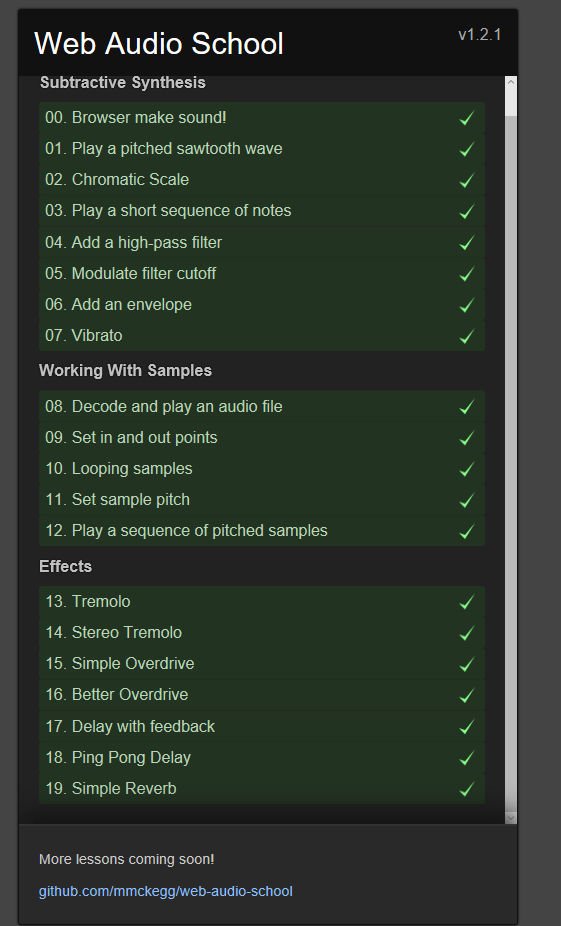 Web Audio School
v1.2.1
Subtractive Synthesis
00. Browser make sound!
01. Play a pitched sawtooth wave
02. Chromatic Scale
03. Play a short sequence of notes
04. Add a high-pass filter
05. Modulate filter cutoff
06. Add an envelope
07. Vibrato
Working With Samples
08. Decode and play an audio file
09. Set in and out points
10. Looping samples
11. Set sample pitch
12. Play a sequence of pitched samples
Effects
13. Tremolo
14. Stereo Tremolo
15. Simple Overdrive
16. Better Overdrive
17. Delay with feedback
18. Ping Pong Delay
19. Simple Reverb
More lessons coming soon!
github.com/mmckegg/web-audio-school